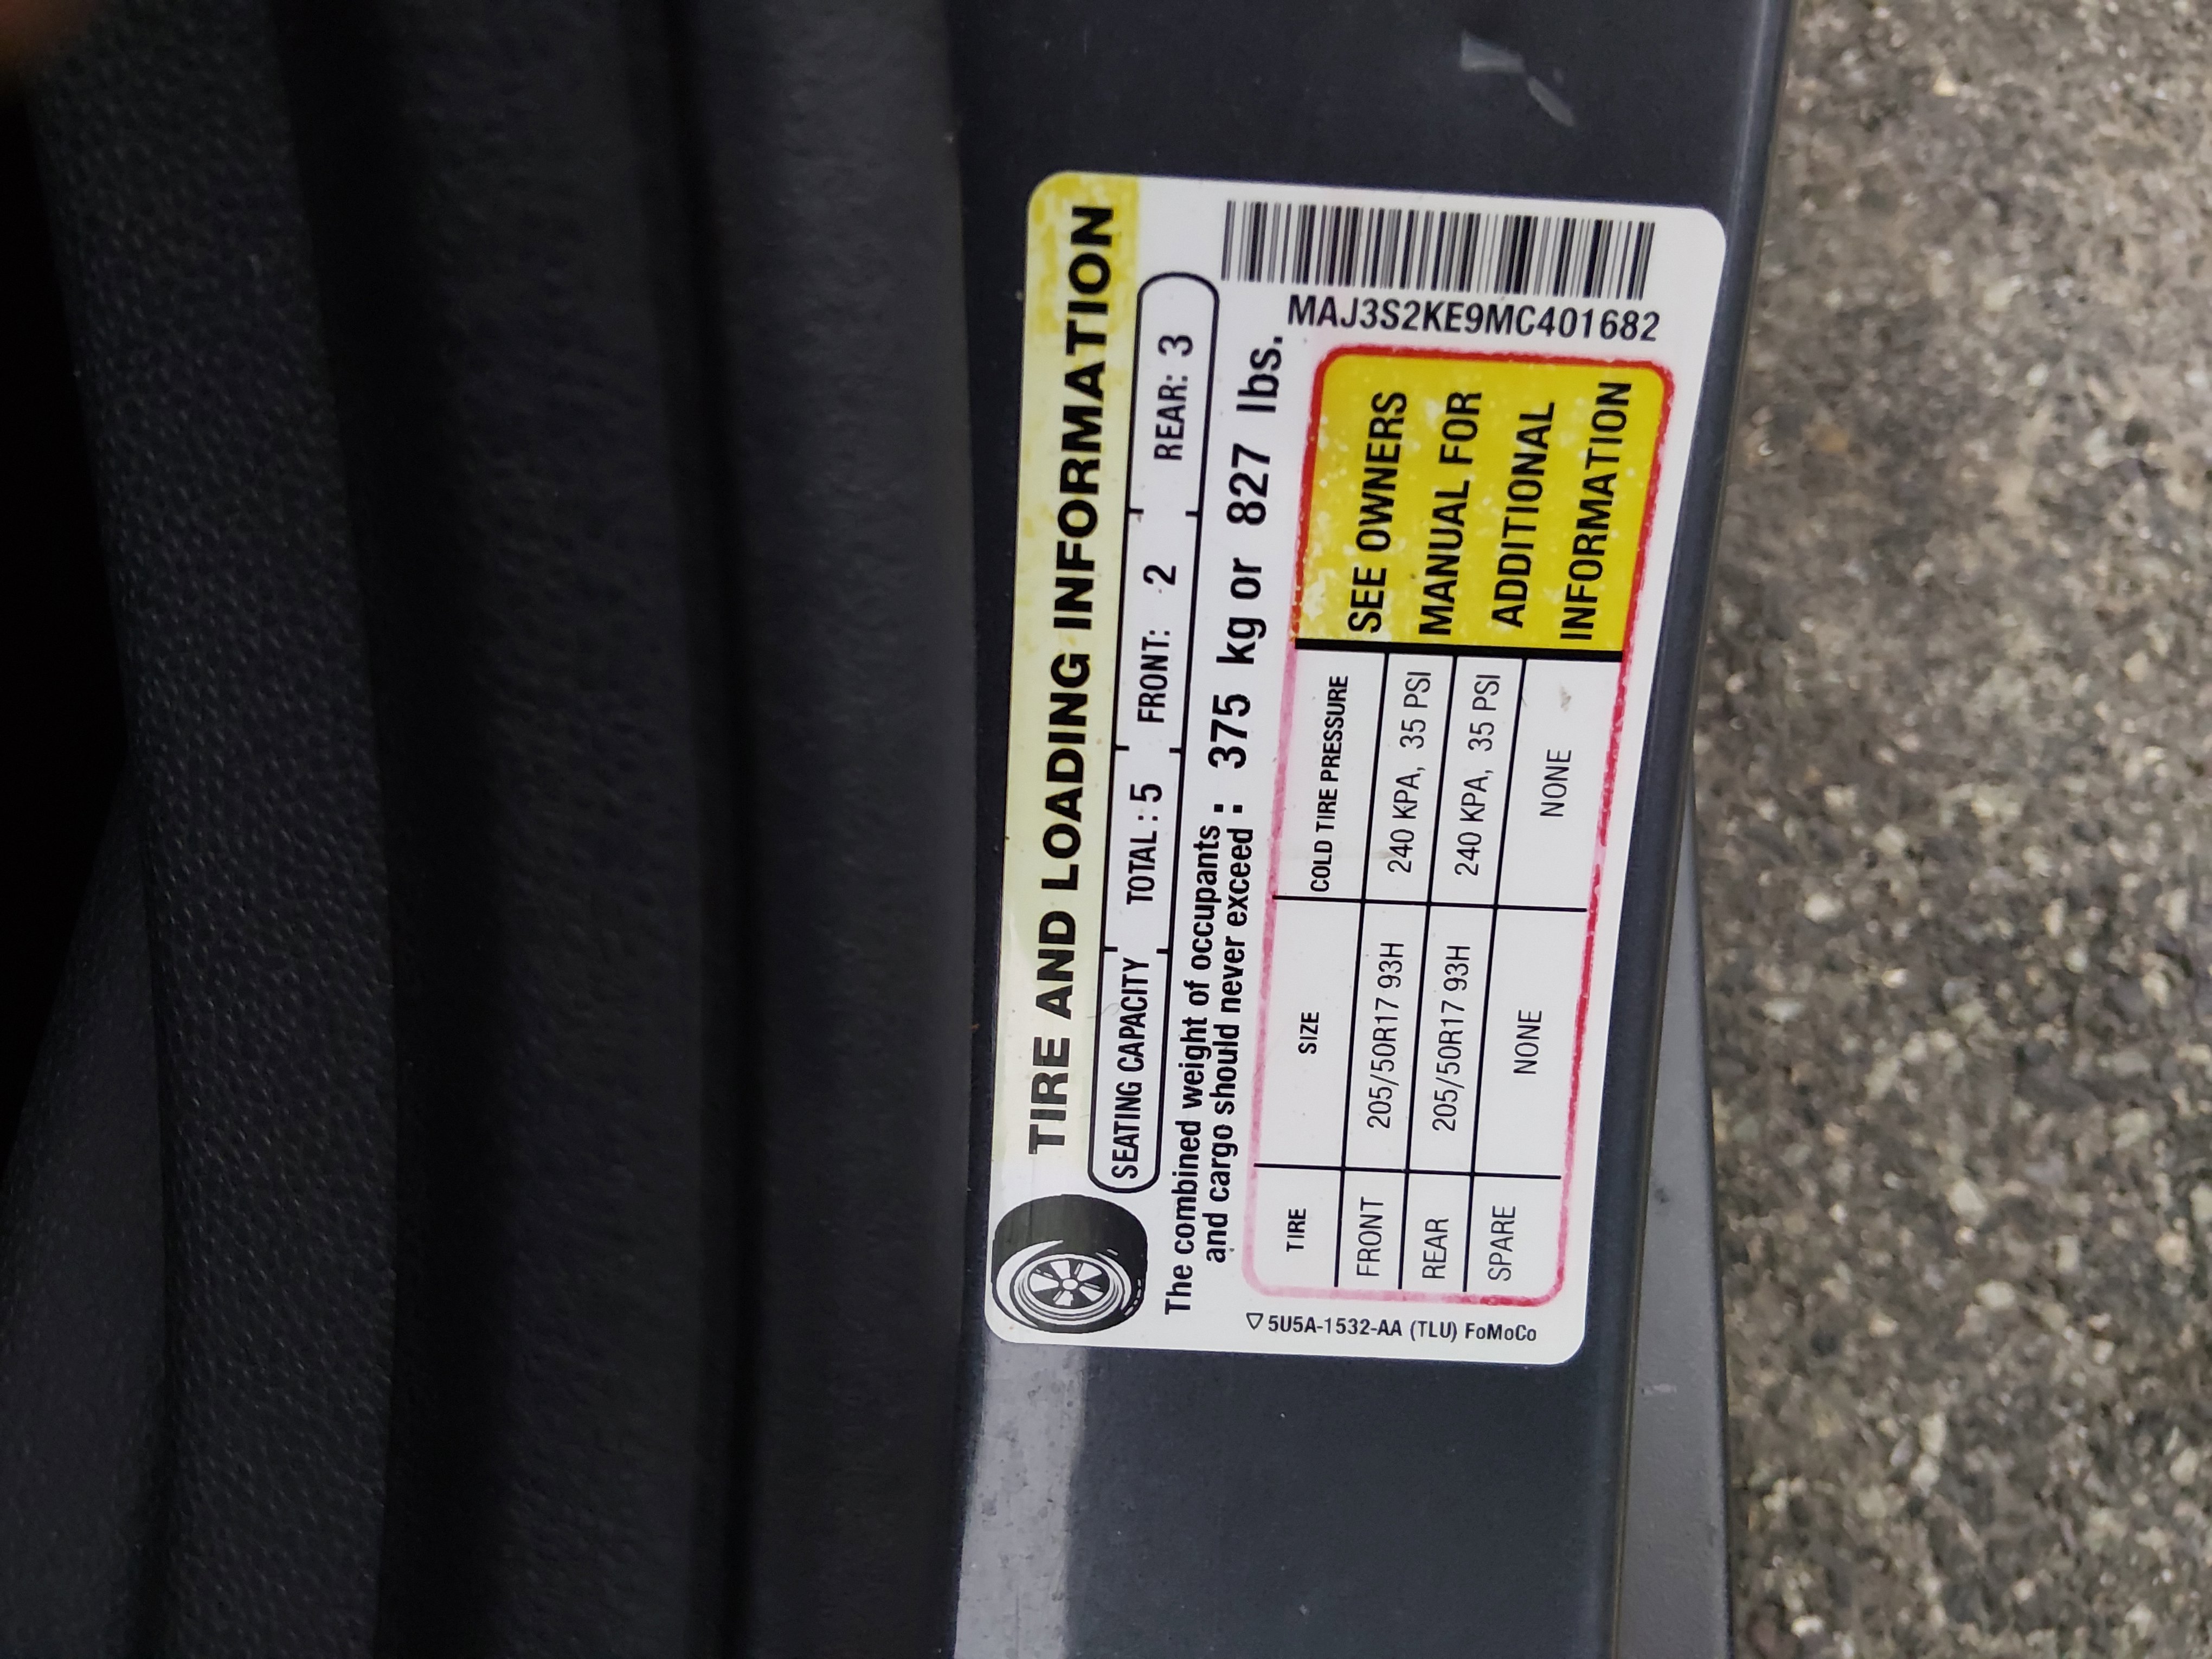 TIRE AND LOADING INFORMATION
SEATING CAPACITY TOTAL : 5 FRONT: 2 REAR: 3
The combined weight of occupants
and cargo should never exceed : 375 kg or 827 lbs.
MAJ3S2KE9MC401682
TIRE SIZE COLD TIRE PRESSURE
FRONT 205/50R17 93H 240 KPA, 35 PSI
REAR 205/50R17 93H 240 KPA, 35 PSI
SPARE NONE NONE
SEE OWNERS
MANUAL FOR
ADDITIONAL
INFORMATION
5U5A-1532-AA (TLU) FoMoCo